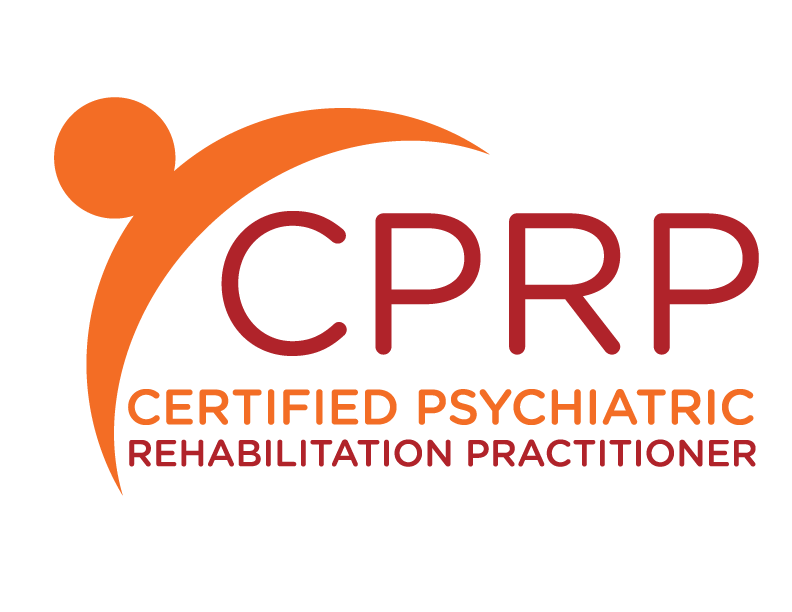 CPRP
CERTIFIED PSYCHIATRIC
REHABILITATION PRACTITIONER